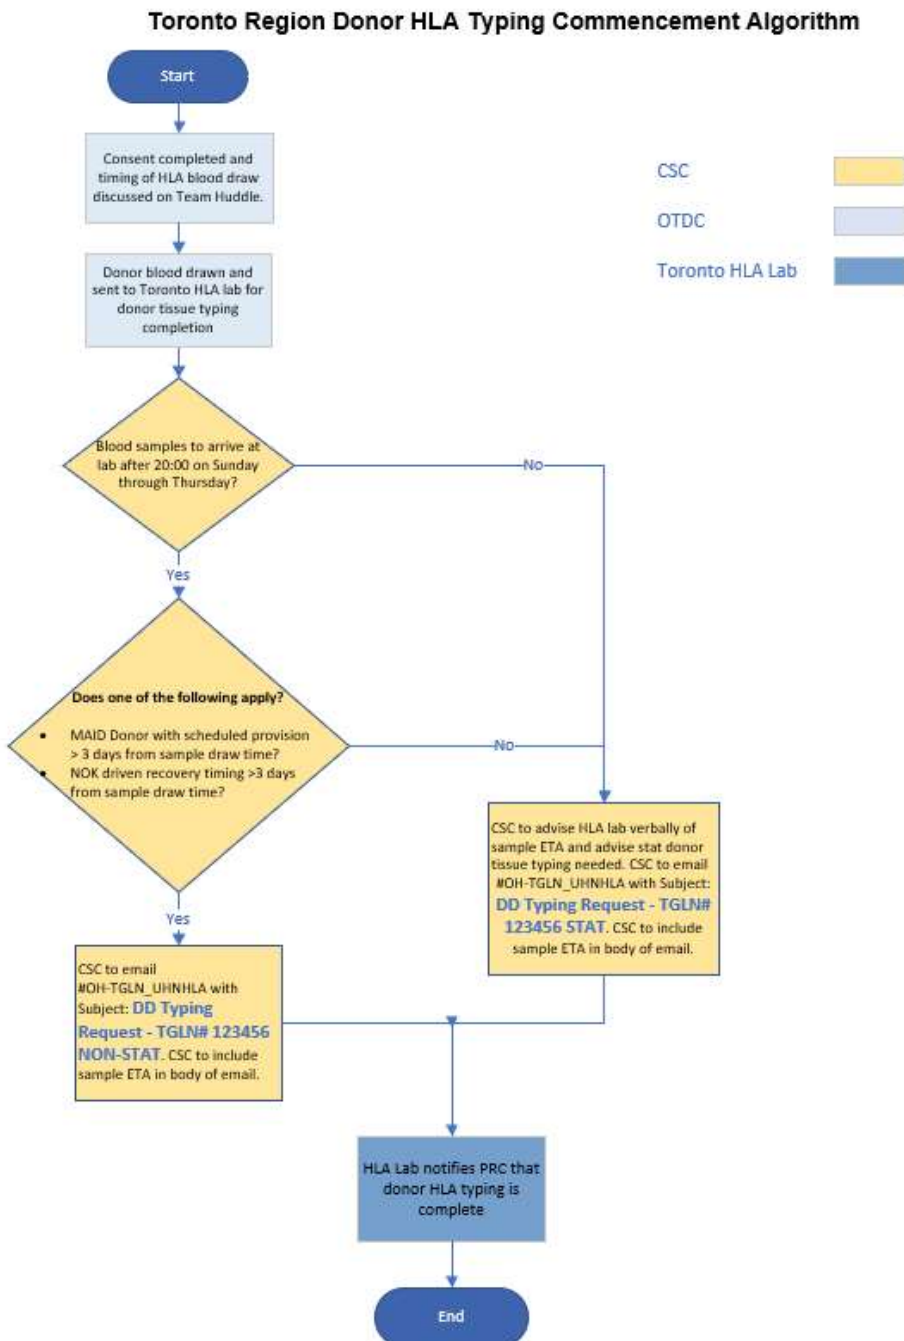 Toronto Region Donor HLA Typing Commencement Algorithm
Start
Consent completed and
timing of HLA blood draw
discussed on Team Huddle.
CSC
OTDC
Toronto HLA Lab
Donor blood drawn and
sent to Toronto HLA lab for
donor tissue typing
completion
Blood samples to arrive at
lab after 20:00 on Sunday
through Thursday?
No
Yes
Does one of the following apply?
• MAID Donor with scheduled provision
> 3 days from sample draw time?
• NOK driven recovery timing >3 days
from sample draw time?
No
Yes
CSC to advise HLA lab verbally of
sample ETA and advise stat donor
tissue typing needed. CSC to email
#OH-TGLN_UHNHLA with Subject:
DD Typing Request - TGLN#
123456 STAT. CSC to include
sample ETA in body of email.
CSC to email
#OH-TGLN_UHNHLA with
Subject: DD Typing
Request - TGLN# 123456
NON-STAT. CSC to include
sample ETA in body of email.
HLA Lab notifies PRC that
donor HLA typing is
complete
End